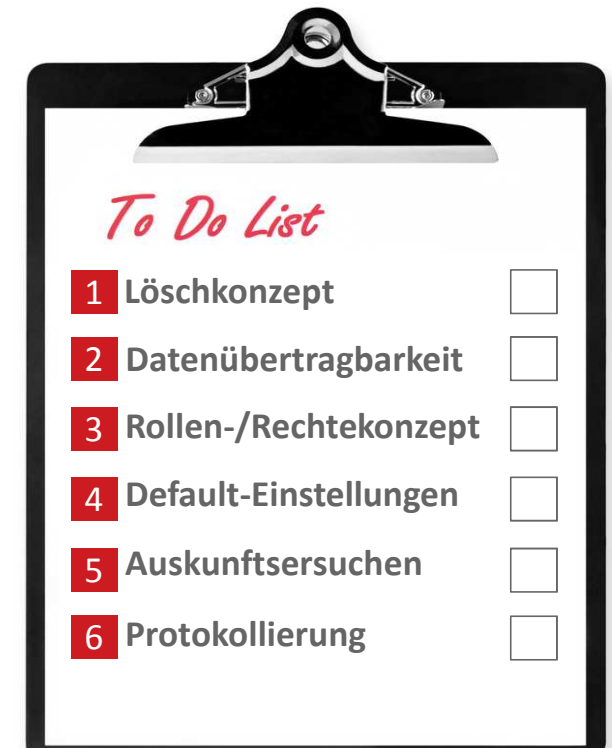 To Do List
1 Löschkonzept
2 Datenübertragbarkeit
3 Rollen-/Rechtekonzept
4 Default-Einstellungen
5 Auskunftsersuchen
6 Protokollierung